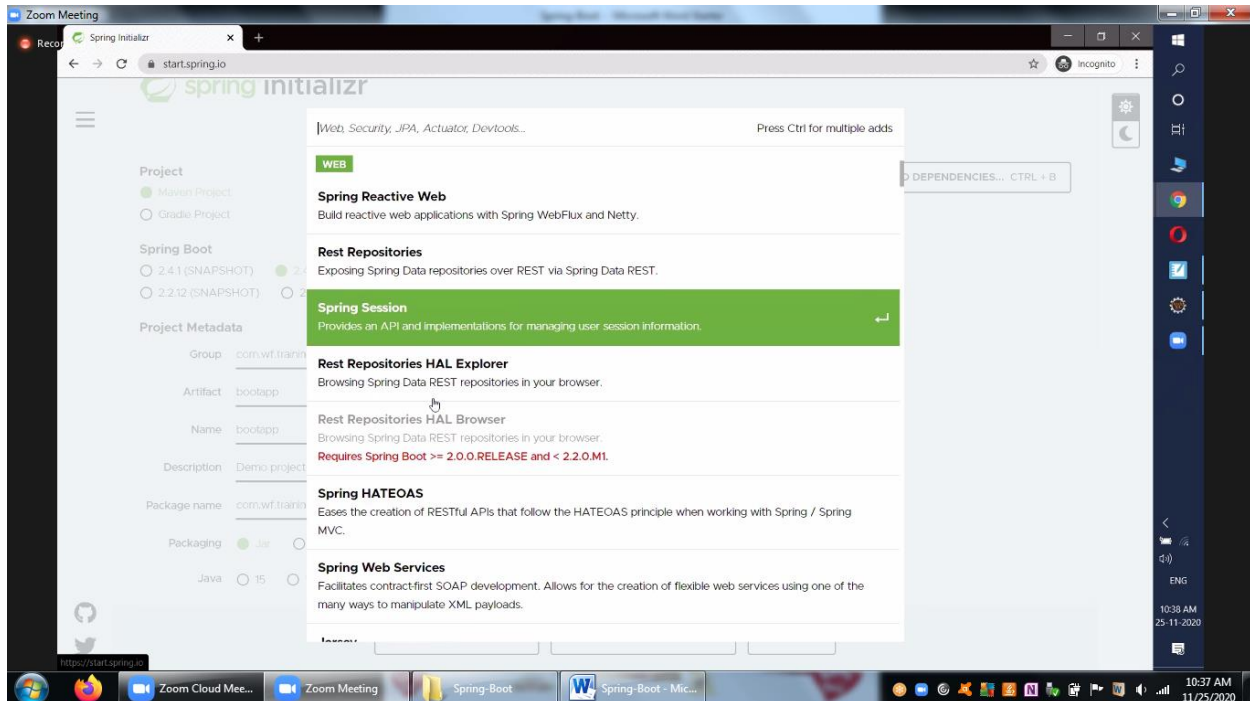 Zoom Meeting
Spring-Boot - Microsoft Word Starter
Spring Initializr
start.spring.io
Incognito
spring initializr
Web, Security, JPA, Actuator, Devtools...
Press Ctrl for multiple adds
WEB
Project
DEPENDENCIES... CTRL + B
Spring Reactive Web
Maven Project
Build reactive web applications with Spring WebFlux and Netty.
Gradle Project
Spring Boot
Rest Repositories
2.4.1 (SNAPSHOT)
Exposing Spring Data repositories over REST via Spring Data REST.
2.2.12 (SNAPSHOT)
Spring Session
Provides an API and implementations for managing user session information.
Project Metadata
Group
Rest Repositories HAL Explorer
Browsing Spring Data REST repositories in your browser.
Artifact bootapp
Rest Repositories HAL Browser
Name bootapp
Browsing Spring Data REST repositories in your browser.
Requires Spring Boot >= 2.0.0.RELEASE and < 2.2.0.M1.
Description Demo project
Spring HATEOAS
Package name
Eases the creation of RESTful APIs that follow the HATEOAS principle when working with Spring / Spring
MVC.
Packaging Jar
Spring Web Services
Java 15
Facilitates contract-first SOAP development. Allows for the creation of flexible web services using one of the
many ways to manipulate XML payloads.
Jersey
ENG
10:38 AM
25-11-2020
https://start.spring.io
Zoom Cloud Mee...
Zoom Meeting
Spring-Boot
Spring-Boot - Mic...
10:37 AM
11/25/2020